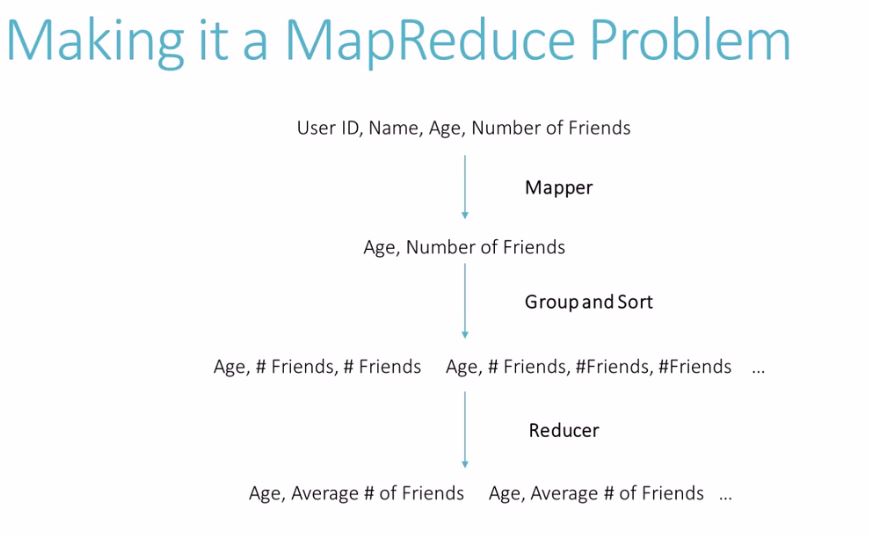 Making it a MapReduce Problem
User ID, Name, Age, Number of Friends
Mapper
Age, Number of Friends
Group and Sort
Age, # Friends, # Friends Age, # Friends, #Friends, #Friends ...
Reducer
Age, Average # of Friends Age, Average # of Friends ...